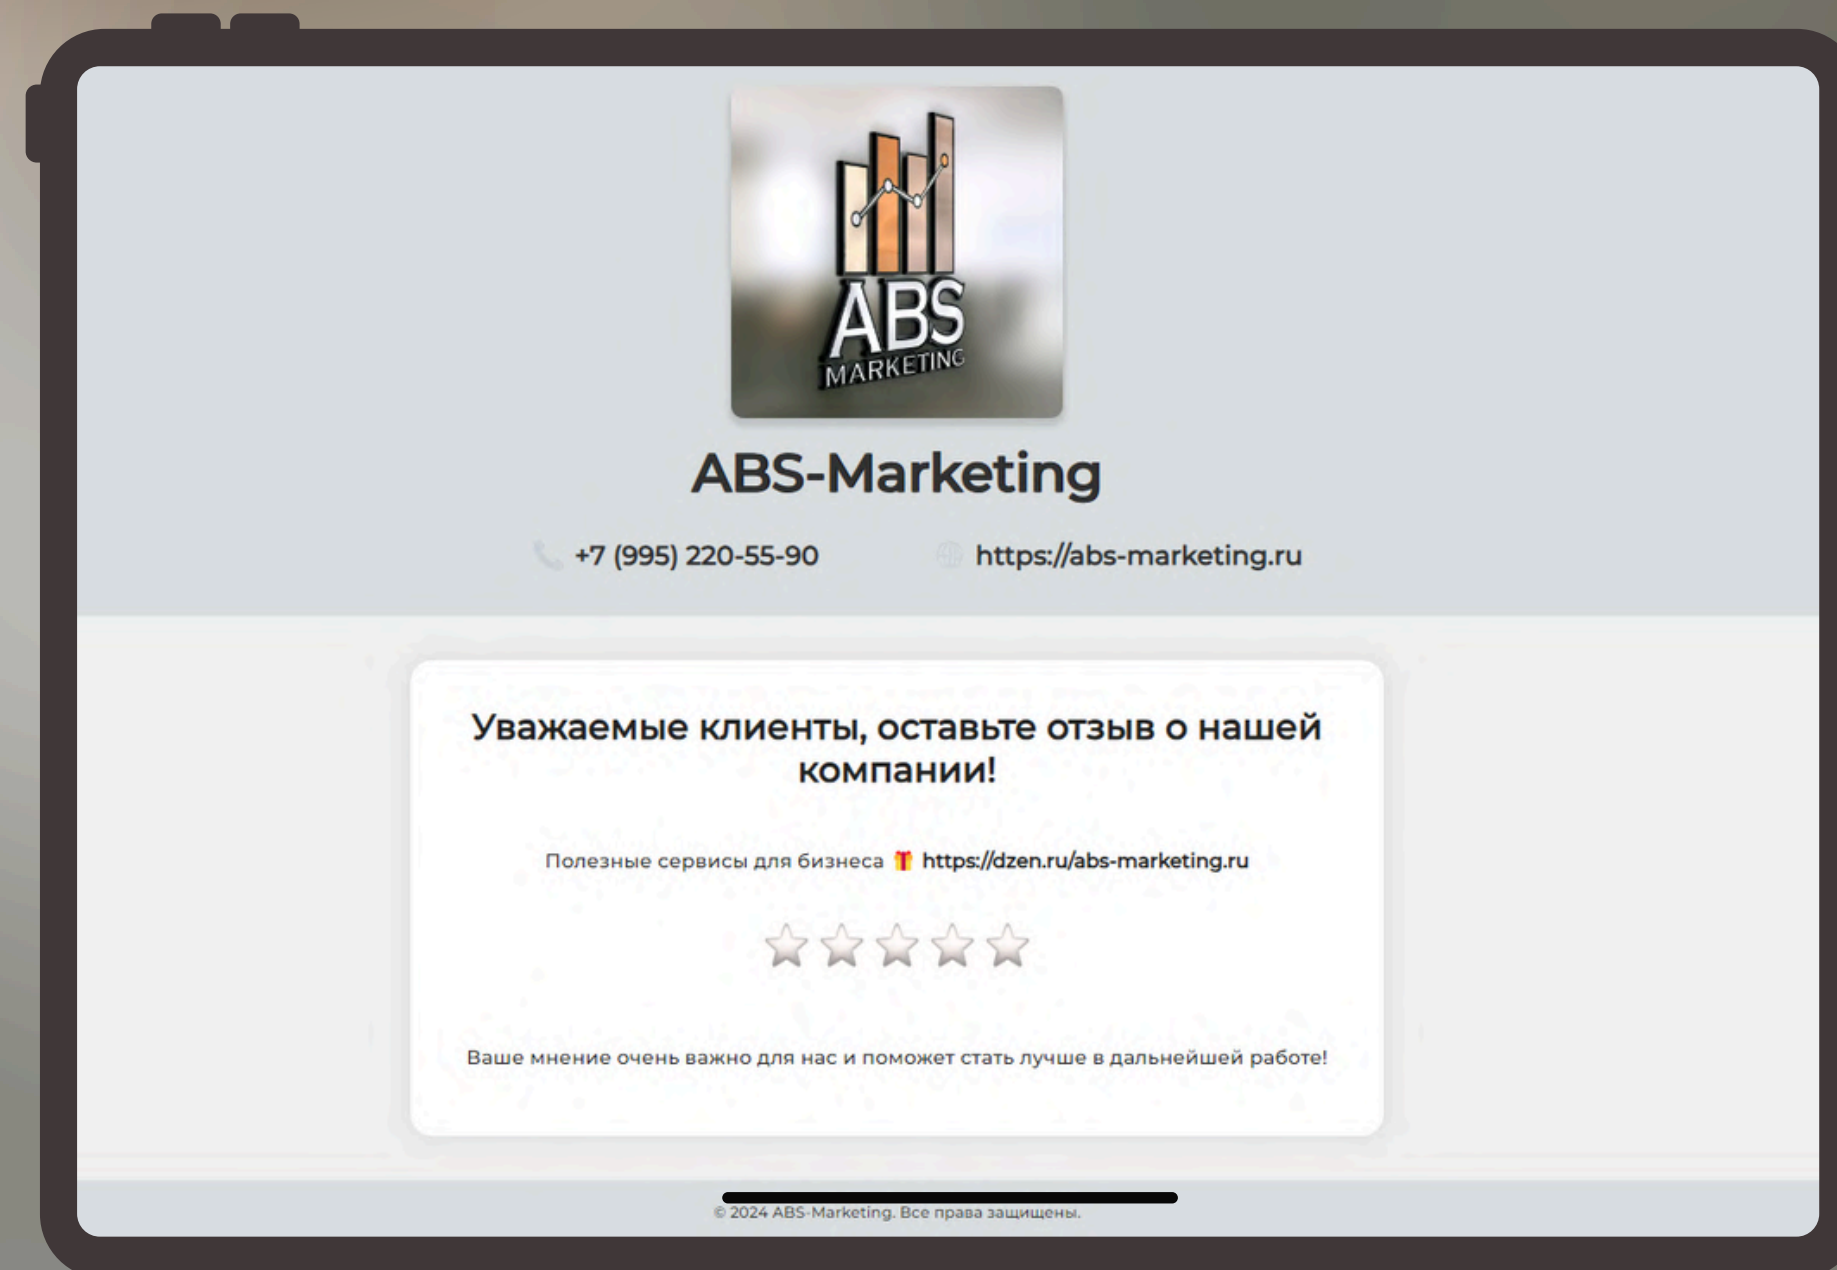 ABS
MARKETING
ABS-Marketing
+7 (995) 220-55-90
https://abs-marketing.ru
Уважаемые клиенты, оставьте отзыв о нашей
компании!
Полезные сервисы для бизнеса 🎁 https://dzen.ru/abs-marketing.ru
Ваше мнение очень важно для нас и поможет стать лучше в дальнейшей работе!
© 2024 ABS-Marketing. Все права защищены.